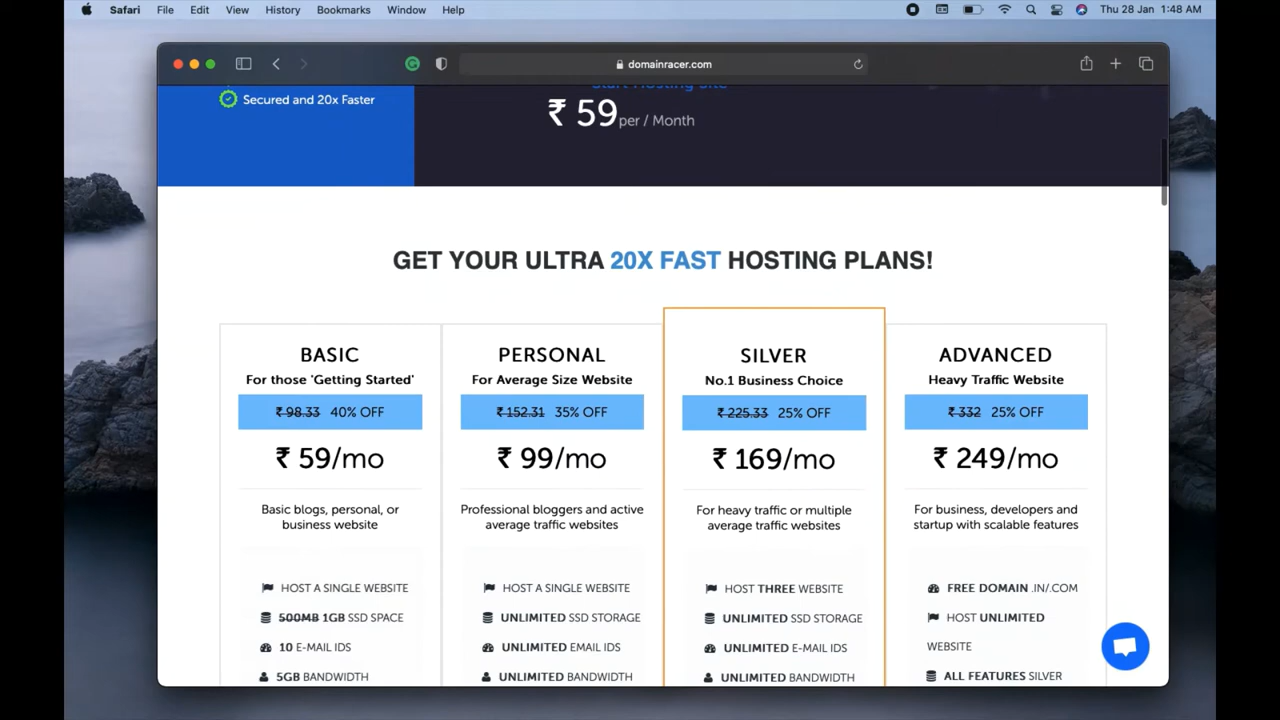 Safari File Edit View History Bookmarks Window Help Thu 28 Jan 1:48 AM
domainracer.com
Start Hosting Site
Secured and 20x Faster
₹ 59 per / Month
GET YOUR ULTRA 20X FAST HOSTING PLANS!
BASIC
For those 'Getting Started'
₹ 98.33 40% OFF
₹ 59/mo
Basic blogs, personal, or
business website
HOST A SINGLE WEBSITE
500MB 1GB SSD SPACE
10 E-MAIL IDS
5GB BANDWIDTH
PERSONAL
For Average Size Website
₹ 152.31 35% OFF
₹ 99/mo
Professional bloggers and active
average traffic websites
HOST A SINGLE WEBSITE
UNLIMITED SSD STORAGE
UNLIMITED EMAIL IDS
UNLIMITED BANDWIDTH
SILVER
No.1 Business Choice
₹ 225.33 25% OFF
₹ 169/mo
For heavy traffic or multiple
average traffic websites
HOST THREE WEBSITE
UNLIMITED SSD STORAGE
UNLIMITED E-MAIL IDS
UNLIMITED BANDWIDTH
ADVANCED
Heavy Traffic Website
₹ 332 25% OFF
₹ 249/mo
For business, developers and
startup with scalable features
FREE DOMAIN .IN/.COM
HOST UNLIMITED
WEBSITE
ALL FEATURES SILVER